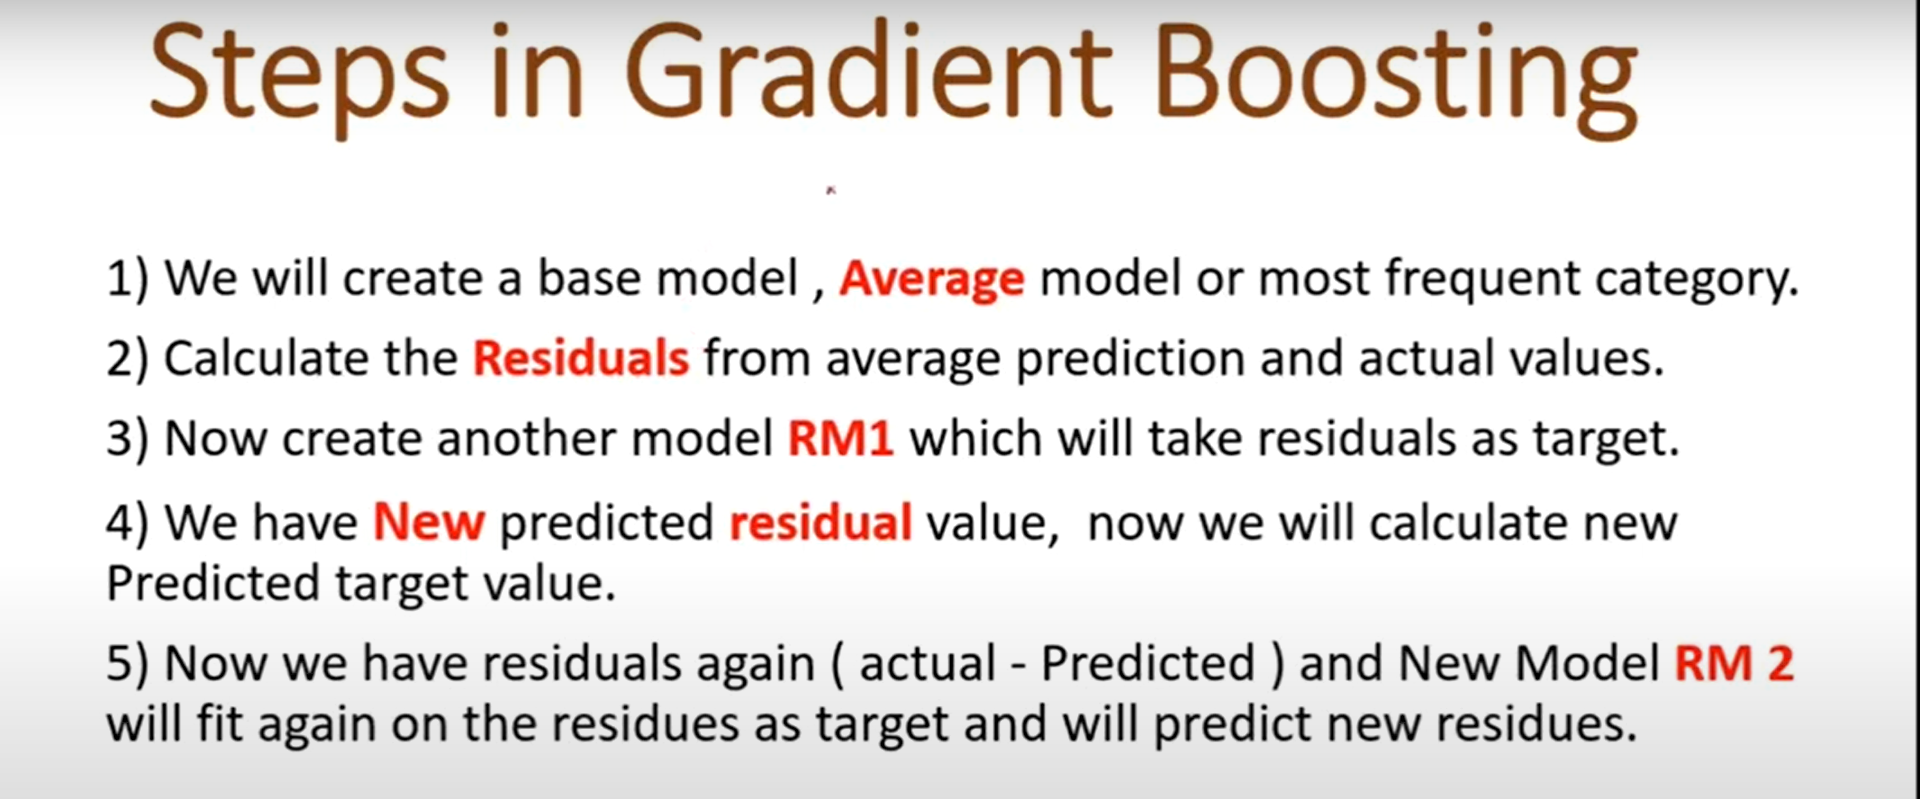 Steps in Gradient Boosting
1) We will create a base model , Average model or most frequent category.
2) Calculate the Residuals from average prediction and actual values.
3) Now create another model RM1 which will take residuals as target.
4) We have New predicted residual value,  now we will calculate new
Predicted target value.
5) Now we have residuals again ( actual - Predicted ) and New Model RM 2
will fit again on the residues as target and will predict new residues.